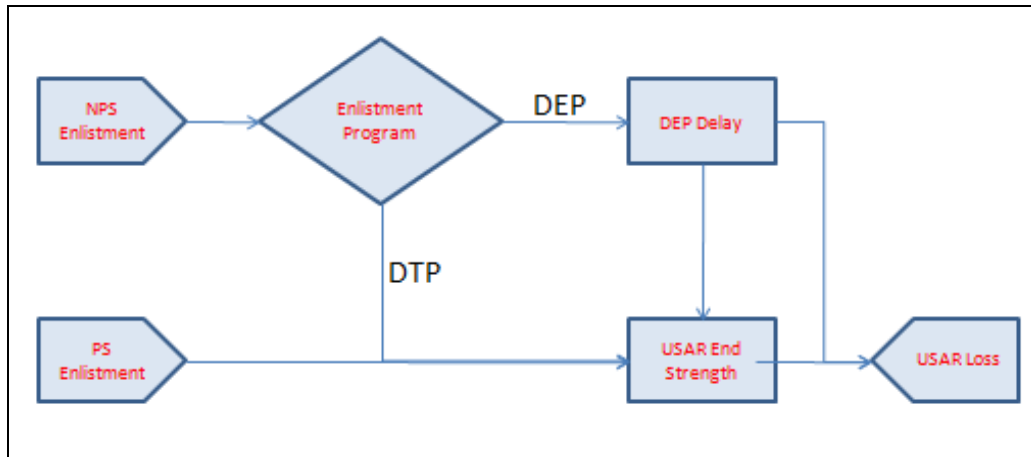 NPS
Enlistment
Enlistment
Program
DEP
DEP Delay
DTP
PS
Enlistment
USAR End
Strength
USAR Loss